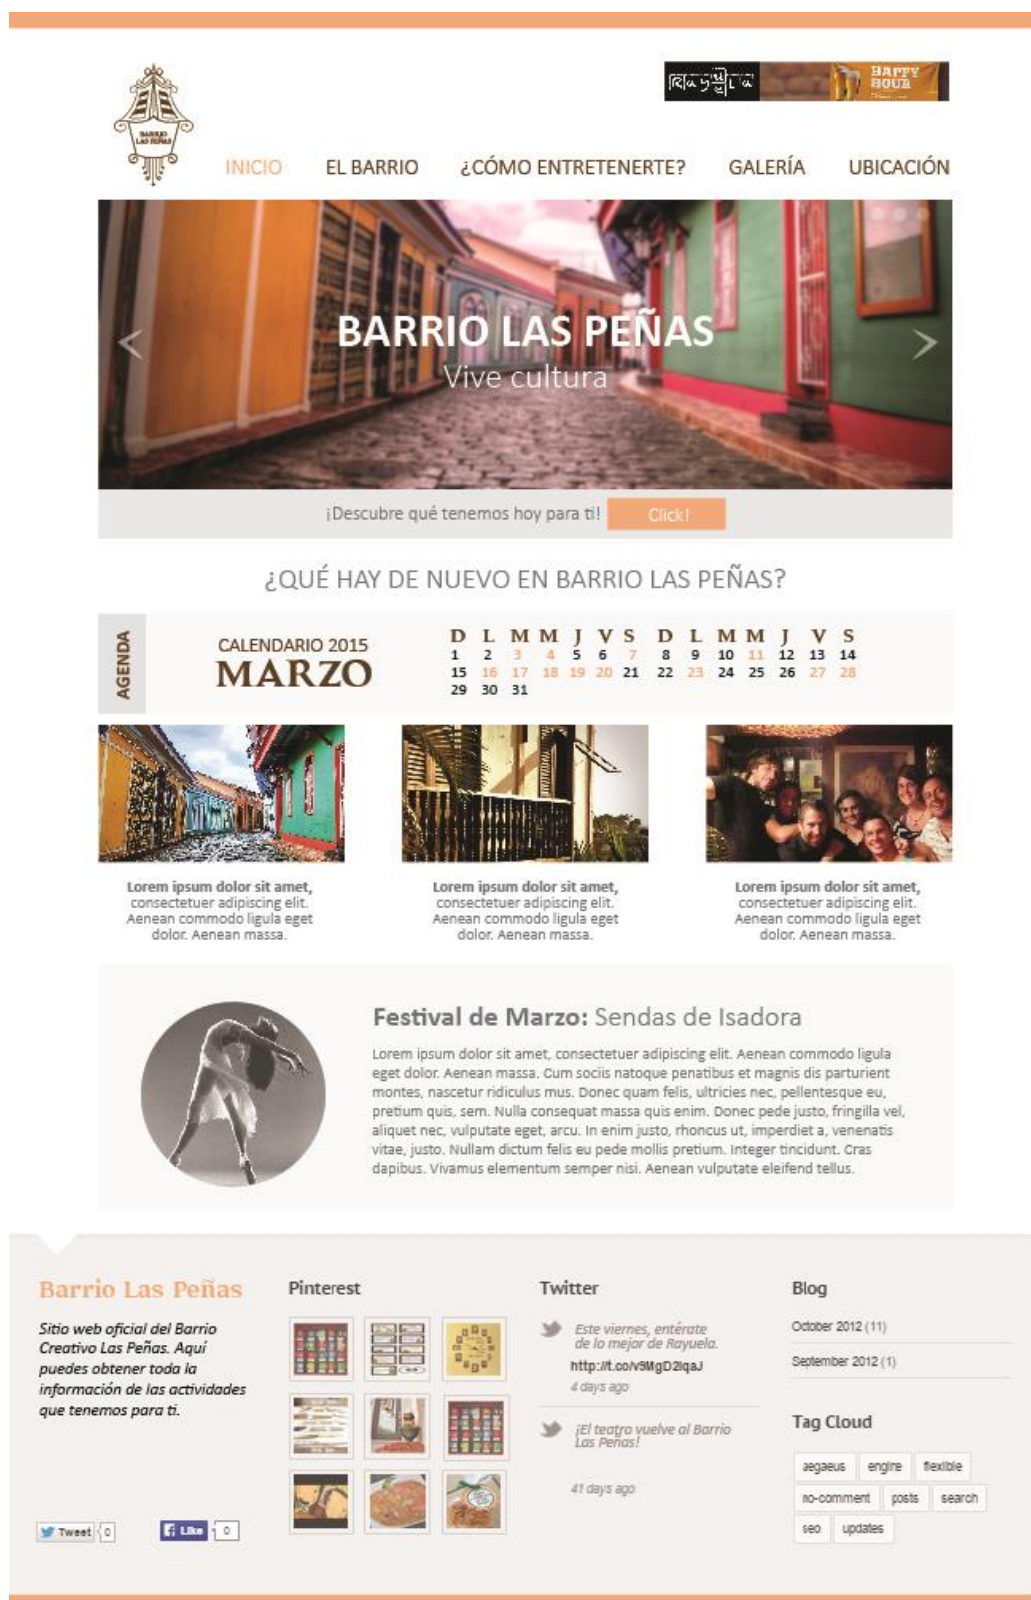 BARRIO
LAS PEÑAS
Rayuela
HAPPY
HOUR
INICIO EL BARRIO ¿CÓMO ENTRETENERTE? GALERÍA UBICACIÓN
BARRIO LAS PEÑAS
Vive cultura
¡Descubre qué tenemos hoy para ti! Click!
¿QUÉ HAY DE NUEVO EN BARRIO LAS PEÑAS?
AGENDA
CALENDARIO 2015
MARZO
D L M M J V S D L M M J V S
1 2 3 4 5 6 7 8 9 10 11 12 13 14
15 16 17 18 19 20 21 22 23 24 25 26 27 28
29 30 31
Lorem ipsum dolor sit amet,
consectetuer adipiscing elit.
Aenean commodo ligula eget
dolor. Aenean massa.
Lorem ipsum dolor sit amet,
consectetuer adipiscing elit.
Aenean commodo ligula eget
dolor. Aenean massa.
Lorem ipsum dolor sit amet,
consectetuer adipiscing elit.
Aenean commodo ligula eget
dolor. Aenean massa.
Festival de Marzo: Sendas de Isadora
Lorem ipsum dolor sit amet, consectetuer adipiscing elit. Aenean commodo ligula
eget dolor. Aenean massa. Cum sociis natoque penatibus et magnis dis parturient
montes, nascetur ridiculus mus. Donec quam felis, ultricies nec, pellentesque eu,
pretium quis, sem. Nulla consequat massa quis enim. Donec pede justo, fringilla vel,
aliquet nec, vulputate eget, arcu. In enim justo, rhoncus ut, imperdiet a, venenatis
vitae, justo. Nullam dictum felis eu pede mollis pretium. Integer tincidunt. Cras
dapibus. Vivamus elementum semper nisi. Aenean vulputate eleifend tellus.
Barrio Las Peñas
Sitio web oficial del Barrio
Creativo Las Peñas. Aquí
puedes obtener toda la
información de las actividades
que tenemos para ti.
Tweet 0
Like 0
Pinterest
Twitter
Este viernes, entérate
de lo mejor de Rayuela.
http://t.co/v9MgD2lqaJ
4 days ago
¡El teatro vuelve al Barrio
Las Peñas!
41 days ago
Blog
October 2012 (11)
September 2012 (1)
Tag Cloud
aegaeus engine flexible
no-comment posts search
seo updates